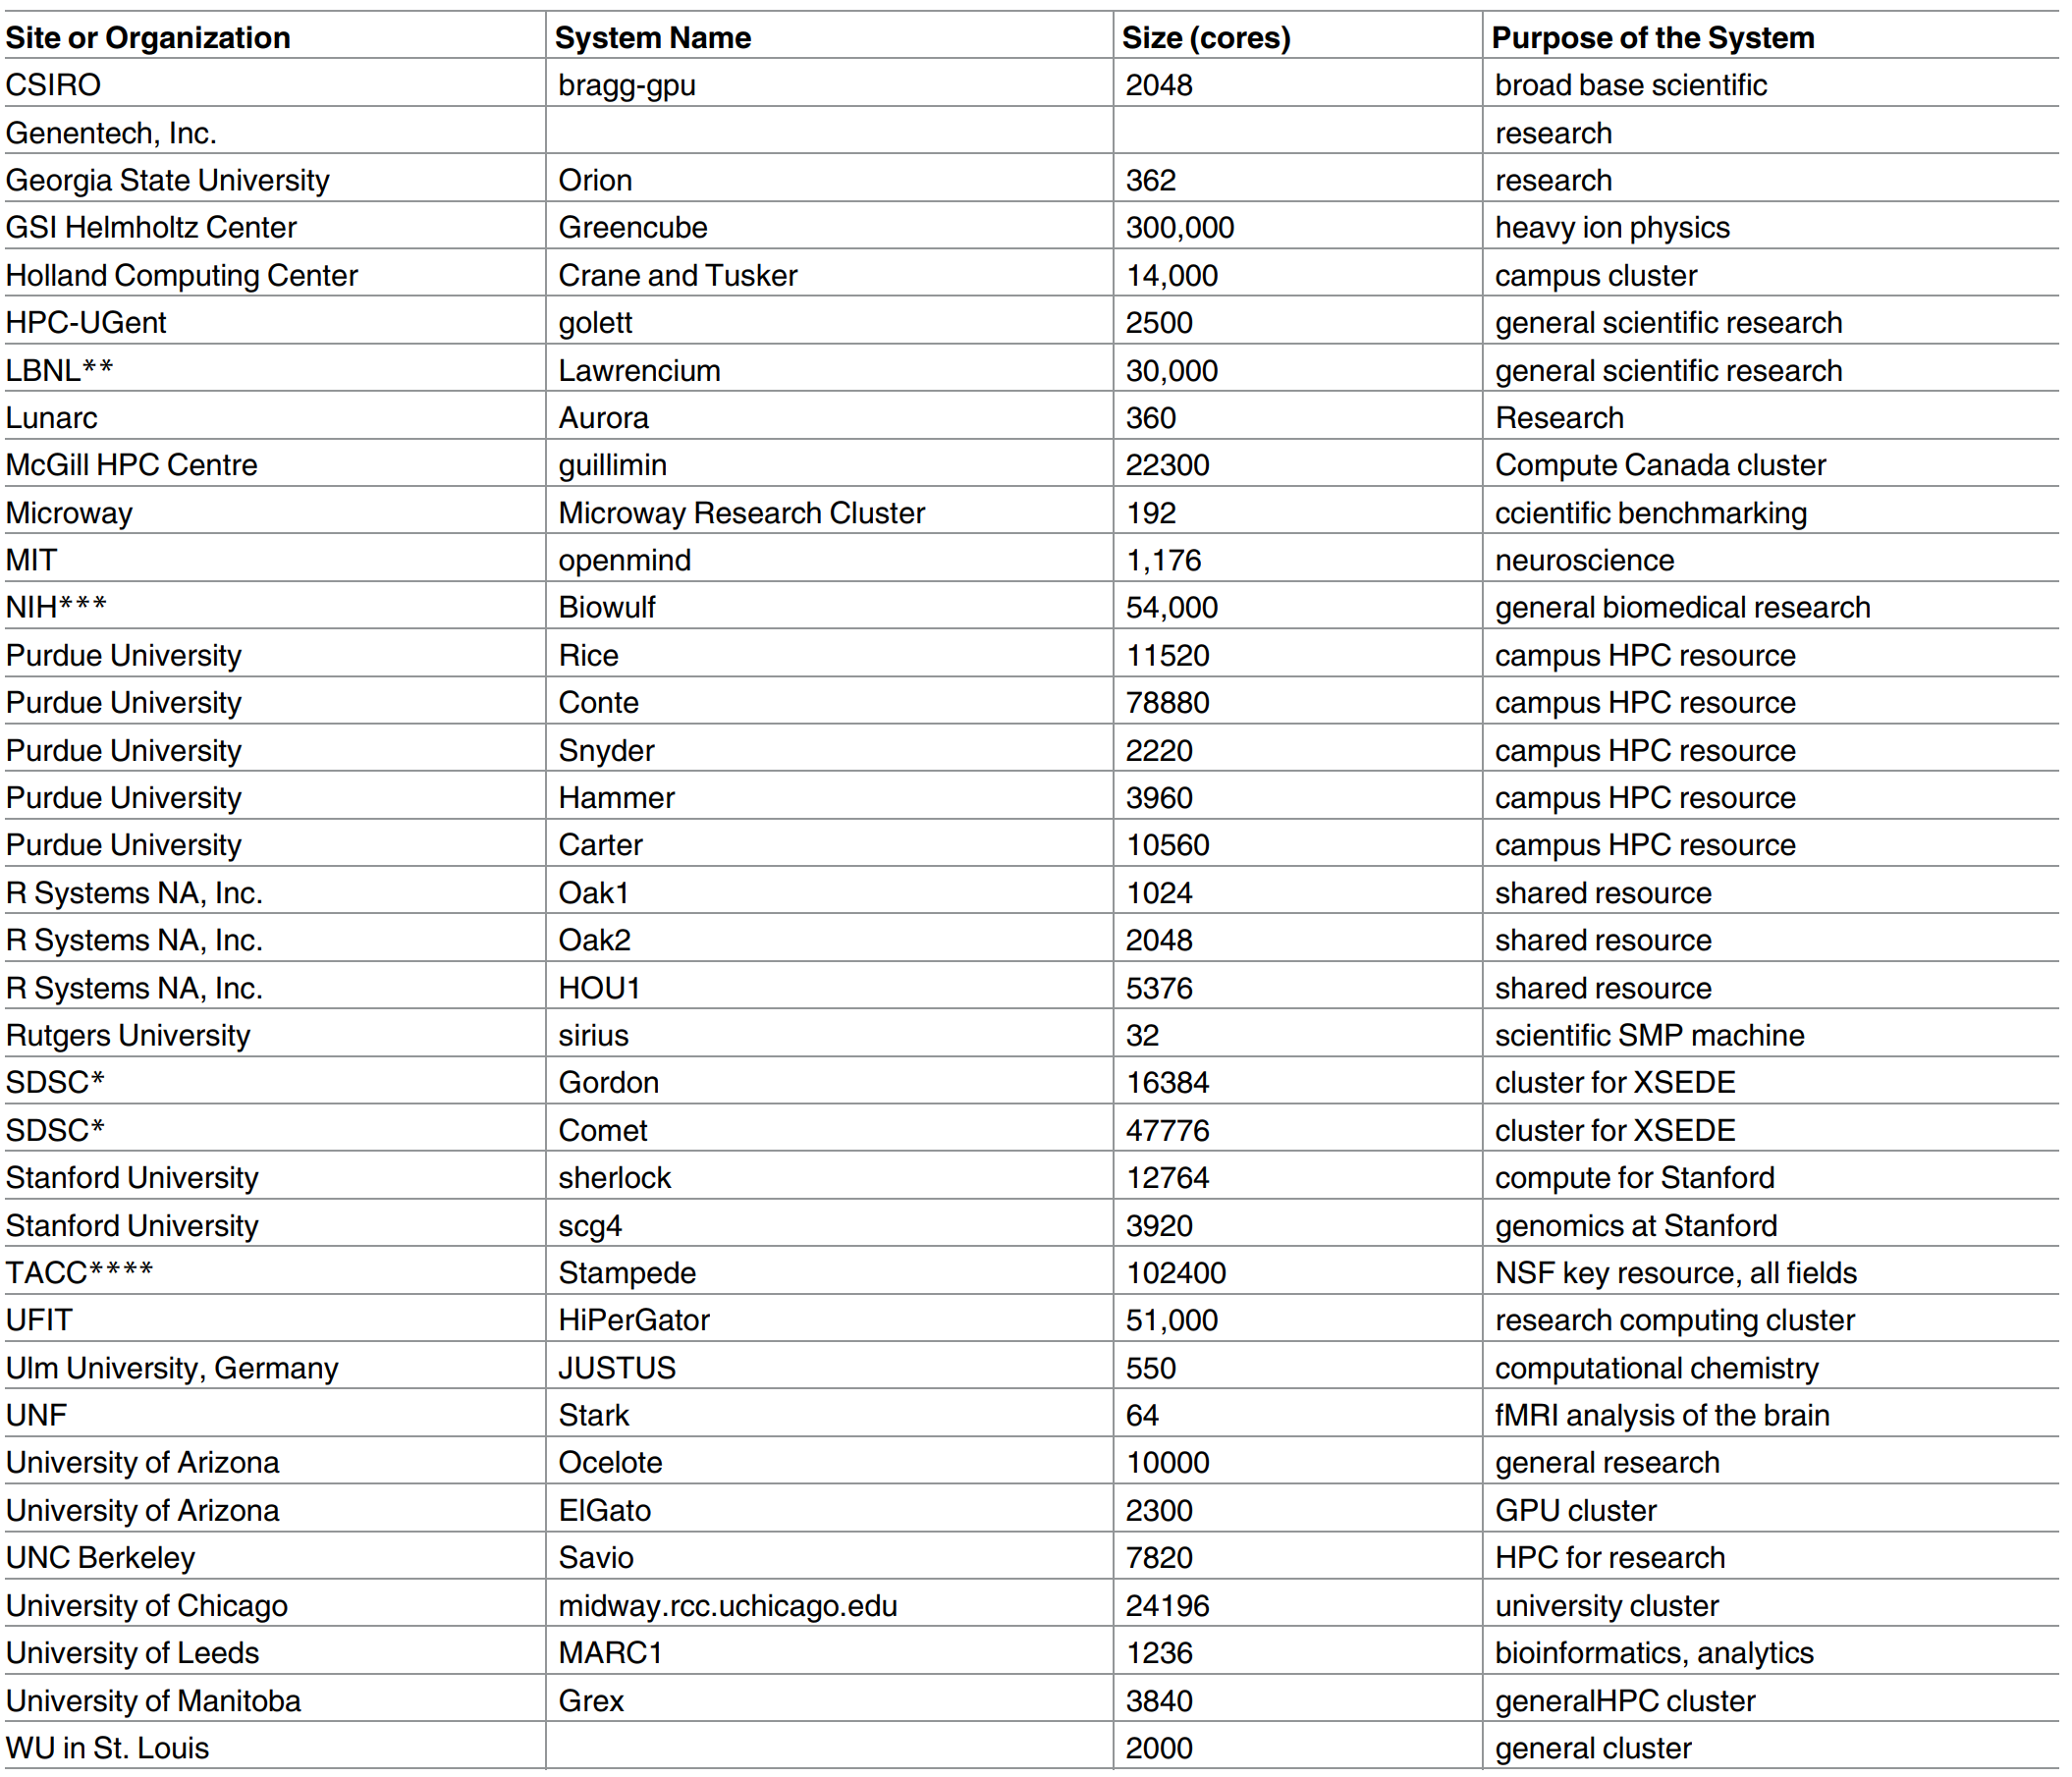 Site or Organization System Name Size (cores) Purpose of the System
CSIRO bragg-gpu 2048 broad base scientific
Genentech, Inc. research
Georgia State University Orion 362 research
GSI Helmholtz Center Greencube 300,000 heavy ion physics
Holland Computing Center Crane and Tusker 14,000 campus cluster
HPC-UGent golett 2500 general scientific research
LBNL** Lawrencium 30,000 general scientific research
Lunarc Aurora 360 Research
McGill HPC Centre guillimin 22300 Compute Canada cluster
Microway Microway Research Cluster 192 ccientific benchmarking
MIT openmind 1,176 neuroscience
NIH*** Biowulf 54,000 general biomedical research
Purdue University Rice 11520 campus HPC resource
Purdue University Conte 78880 campus HPC resource
Purdue University Snyder 2220 campus HPC resource
Purdue University Hammer 3960 campus HPC resource
Purdue University Carter 10560 campus HPC resource
R Systems NA, Inc. Oak1 1024 shared resource
R Systems NA, Inc. Oak2 2048 shared resource
R Systems NA, Inc. HOU1 5376 shared resource
Rutgers University sirius 32 scientific SMP machine
SDSC* Gordon 16384 cluster for XSEDE
SDSC* Comet 47776 cluster for XSEDE
Stanford University sherlock 12764 compute for Stanford
Stanford University scg4 3920 genomics at Stanford
TACC**** Stampede 102400 NSF key resource, all fields
UFIT HiPerGator 51,000 research computing cluster
Ulm University, Germany JUSTUS 550 computational chemistry
UNF Stark 64 fMRI analysis of the brain
University of Arizona Ocelote 10000 general research
University of Arizona ElGato 2300 GPU cluster
UNC Berkeley Savio 7820 HPC for research
University of Chicago midway.rcc.uchicago.edu 24196 university cluster
University of Leeds MARC1 1236 bioinformatics, analytics
University of Manitoba Grex 3840 generalHPC cluster
WU in St. Louis 2000 general cluster